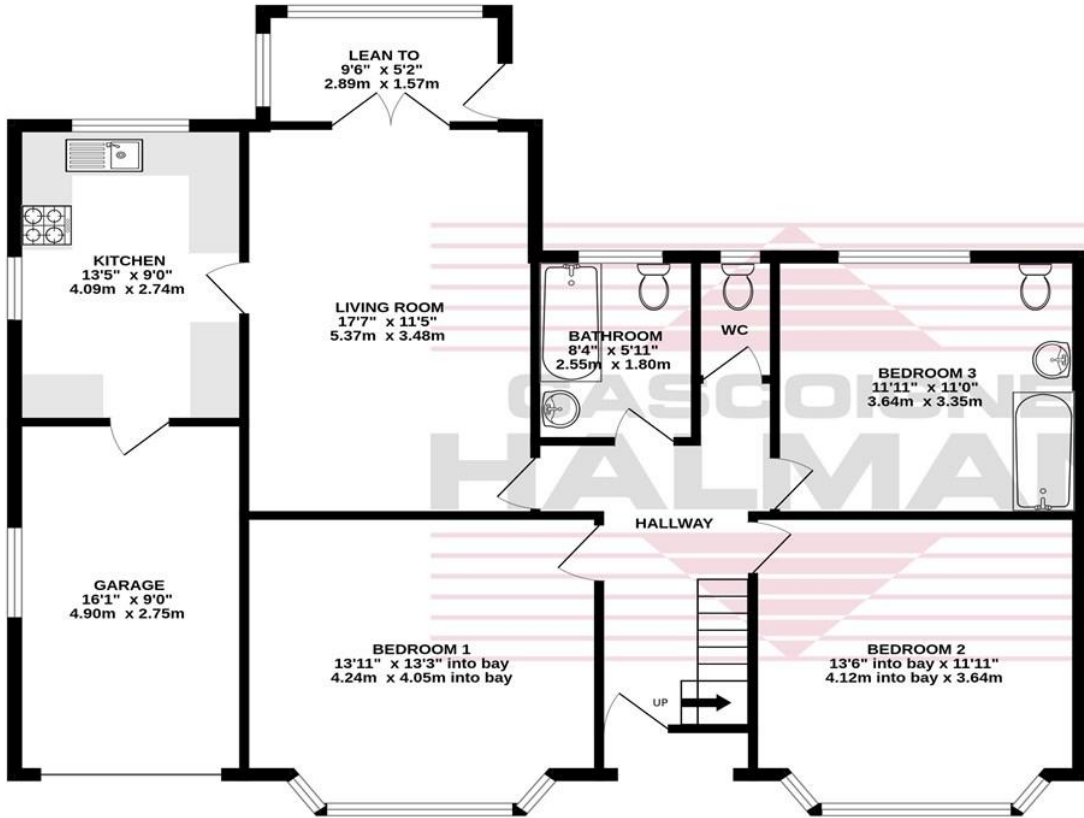 LEAN TO
9'6" x 5'2"
2.89m x 1.57m
KITCHEN
13'5" x 9'0"
4.09m x 2.74m
LIVING ROOM
17'7" x 11'5"
5.37m x 3.48m
BATHROOM
8'4" x 5'11"
2.55m x 1.80m
WC
BEDROOM 3
11'11" x 11'0"
3.64m x 3.35m
GASCOIGNE
HALMAN
HALLWAY
GARAGE
16'1" x 9'0"
4.90m x 2.75m
BEDROOM 1
13'11" x 13'3" into bay
4.24m x 4.05m into bay
BEDROOM 2
13'6" into bay x 11'11"
4.12m into bay x 3.64m
UP